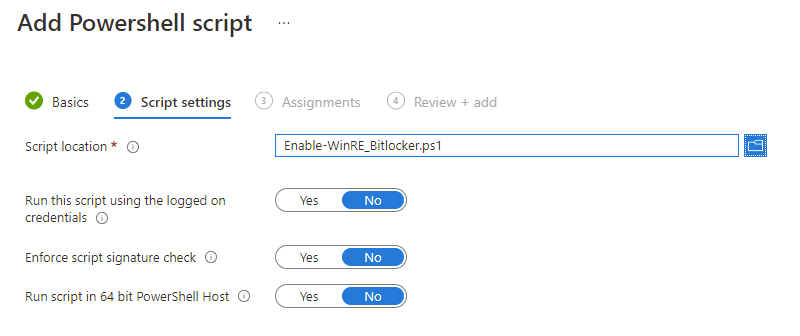 Add Powershell script ...
Basics 2 Script settings 3 Assignments 4 Review + add
Script location * Enable-WinRE_Bitlocker.ps1
Run this script using the logged on Yes No
credentials
Enforce script signature check Yes No
Run script in 64 bit PowerShell Host Yes No